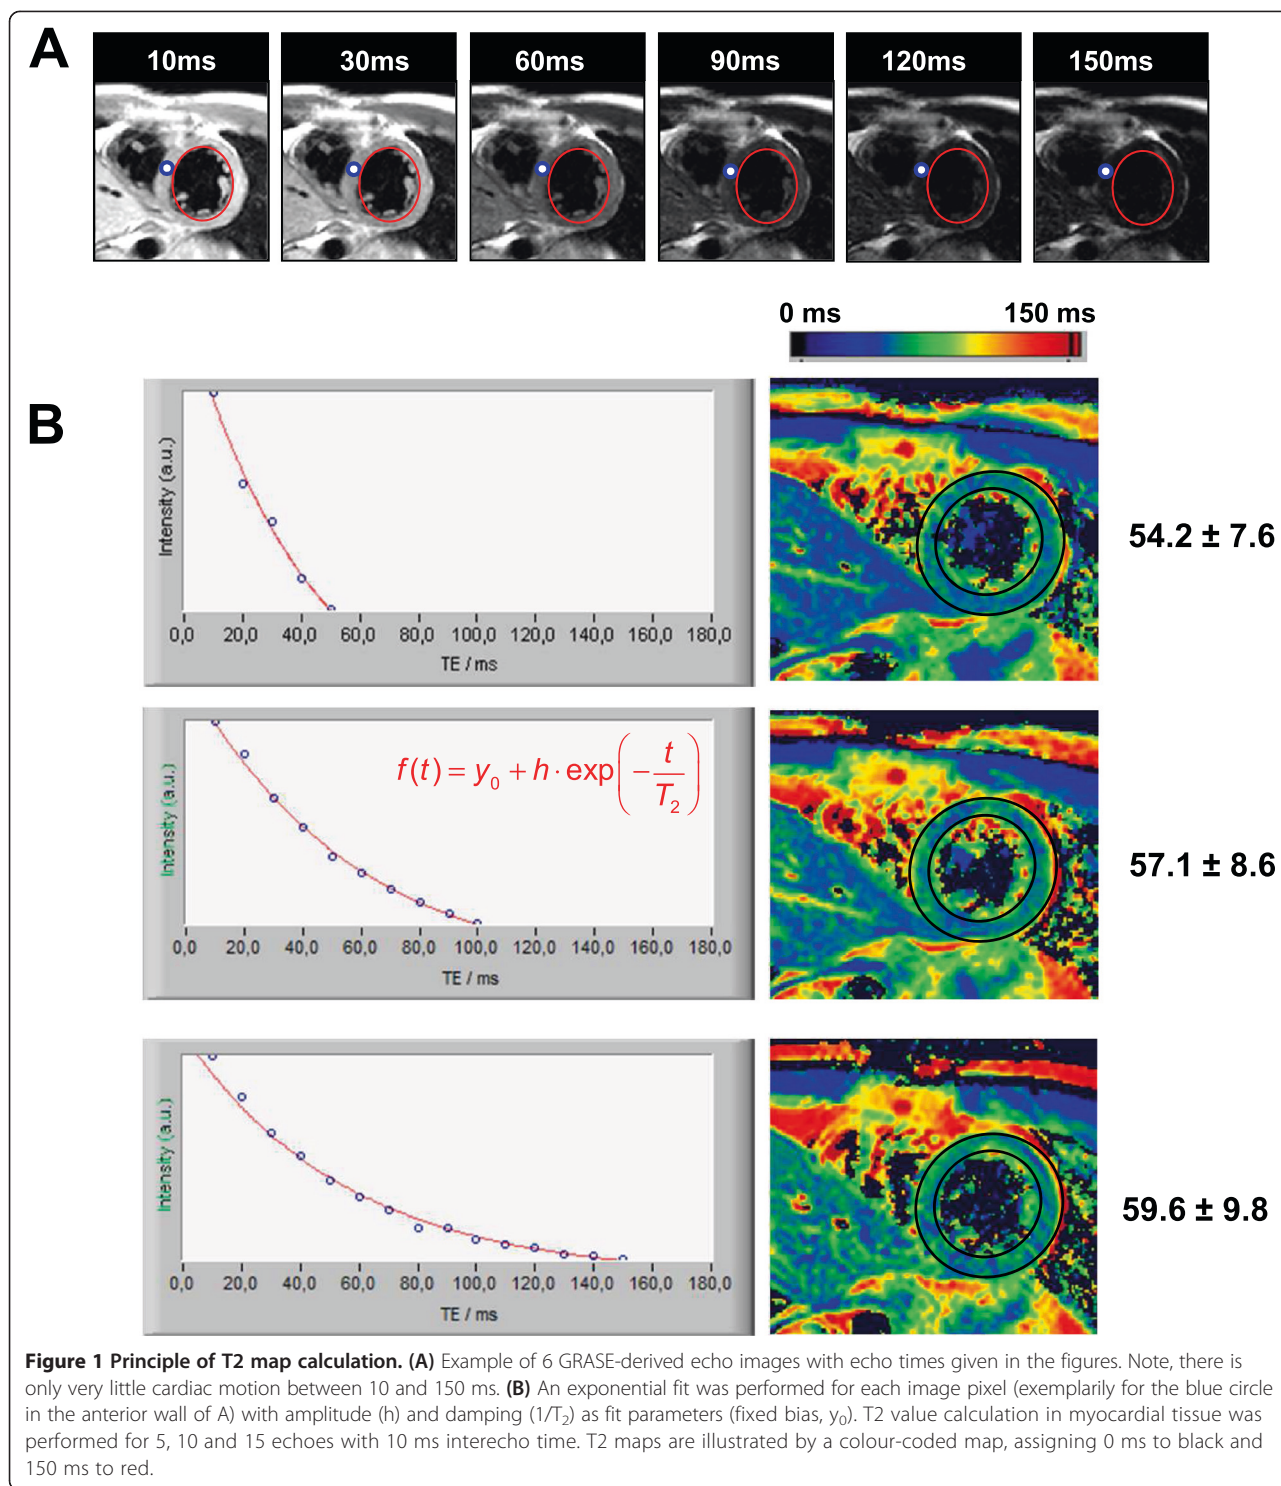 A
10ms 30ms 60ms 90ms 120ms 150ms
0 ms 150 ms
B
Intensity (a.u.)
0,0 20,0 40,0 60,0 80,0 100,0 120,0 140,0 160,0 180,0
TE / ms
54.2 ± 7.6
f(t) = y₀ + h · exp(−t/T₂)
Intensity (a.u.)
0,0 20,0 40,0 60,0 80,0 100,0 120,0 140,0 160,0 180,0
TE / ms
57.1 ± 8.6
Intensity (a.u.)
0,0 20,0 40,0 60,0 80,0 100,0 120,0 140,0 160,0 180,0
TE / ms
59.6 ± 9.8
Figure 1 Principle of T2 map calculation. (A) Example of 6 GRASE-derived echo images with echo times given in the figures. Note, there is
only very little cardiac motion between 10 and 150 ms. (B) An exponential fit was performed for each image pixel (exemplarily for the blue circle
in the anterior wall of A) with amplitude (h) and damping (1/T₂) as fit parameters (fixed bias, y₀). T2 value calculation in myocardial tissue was
performed for 5, 10 and 15 echoes with 10 ms interecho time. T2 maps are illustrated by a colour-coded map, assigning 0 ms to black and
150 ms to red.